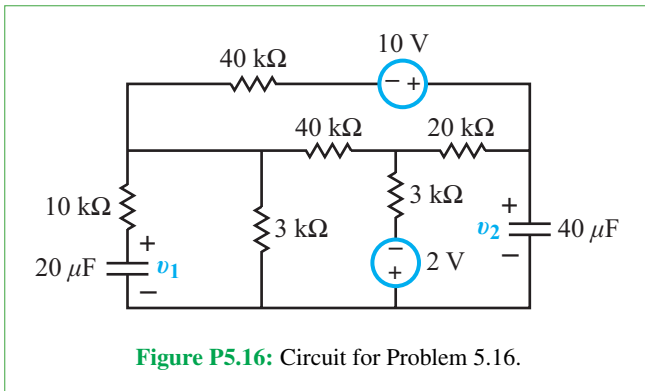 10 V
40 kΩ
− +
40 kΩ 20 kΩ
10 kΩ
3 kΩ
3 kΩ
+
20 μF
v1
−
−
+
2 V
+
v2
−
40 μF
Figure P5.16: Circuit for Problem 5.16.